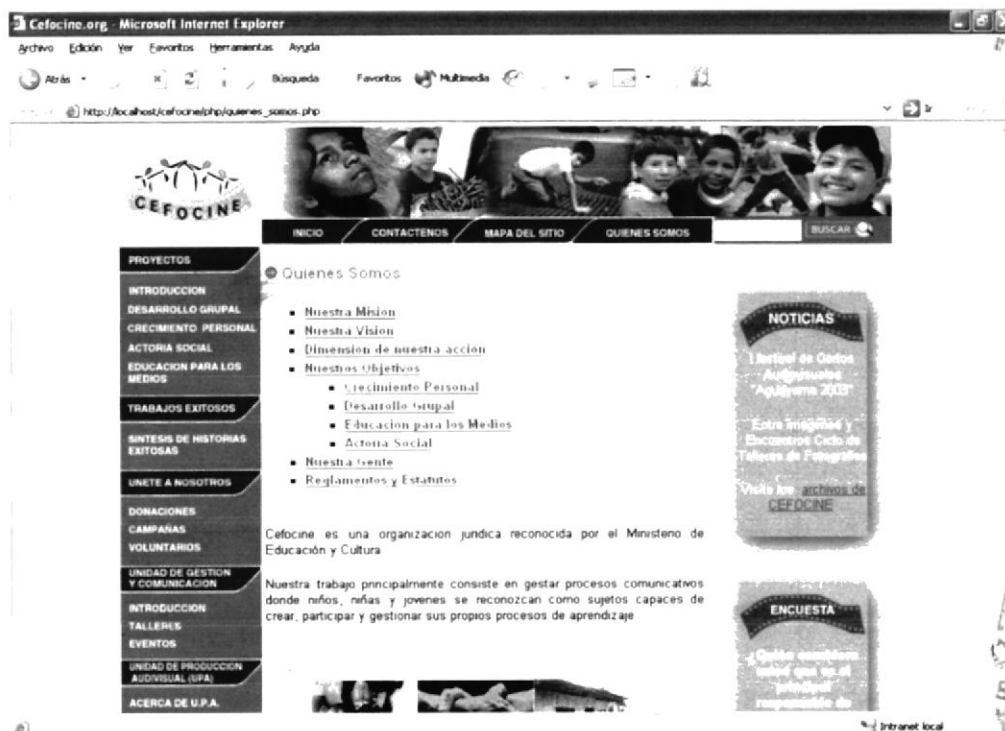 Cefocine.org - Microsoft Internet Explorer
Archivo Edición Ver Favoritos Herramientas Ayuda
Atrás Búsqueda Favoritos Multimedia
http://localhost/cefocine/php/quienes_somos.php Ir
CEFOCINE
INICIO CONTACTENOS MAPA DEL SITIO QUIENES SOMOS BUSCAR
PROYECTOS
INTRODUCCION
DESARROLLO GRUPAL
CRECIMIENTO PERSONAL
ACTORIA SOCIAL
EDUCACION PARA LOS
MEDIOS
TRABAJOS EXITOSOS
SINTESIS DE HISTORIAS
EXITOSAS
UNETE A NOSOTROS
DONACIONES
CAMPAÑAS
VOLUNTARIOS
UNIDAD DE GESTION
Y COMUNICACION
INTRODUCCION
TALLERES
EVENTOS
UNIDAD DE PRODUCCION
AUDIVISUAL (UPA)
ACERCA DE U.P.A.
Quienes Somos
Nuestra Mision
Nuestra Vision
Dimension de nuestra accion
Nuestros Objetivos
Crecimiento Personal
Desarrollo Grupal
Educacion para los Medios
Actoria Social
Nuestra Gente
Reglamentos y Estatutos
Cefocine es una organizacion juridica reconocida por el Ministerio de
Educación y Cultura
Nuestra trabajo principalmente consiste en gestar procesos comunicativos
donde niños, niñas y jovenes se reconozcan como sujetos capaces de
crear, participar y gestionar sus propios procesos de aprendizaje
NOTICIAS
I festival de Cortos
Audiovisuales
Entre imagenes y
Encuentros Ciclo de
Talleres de Fotografias
Visite los archivos de
CEFOCINE
ENCUESTA
Intranet local